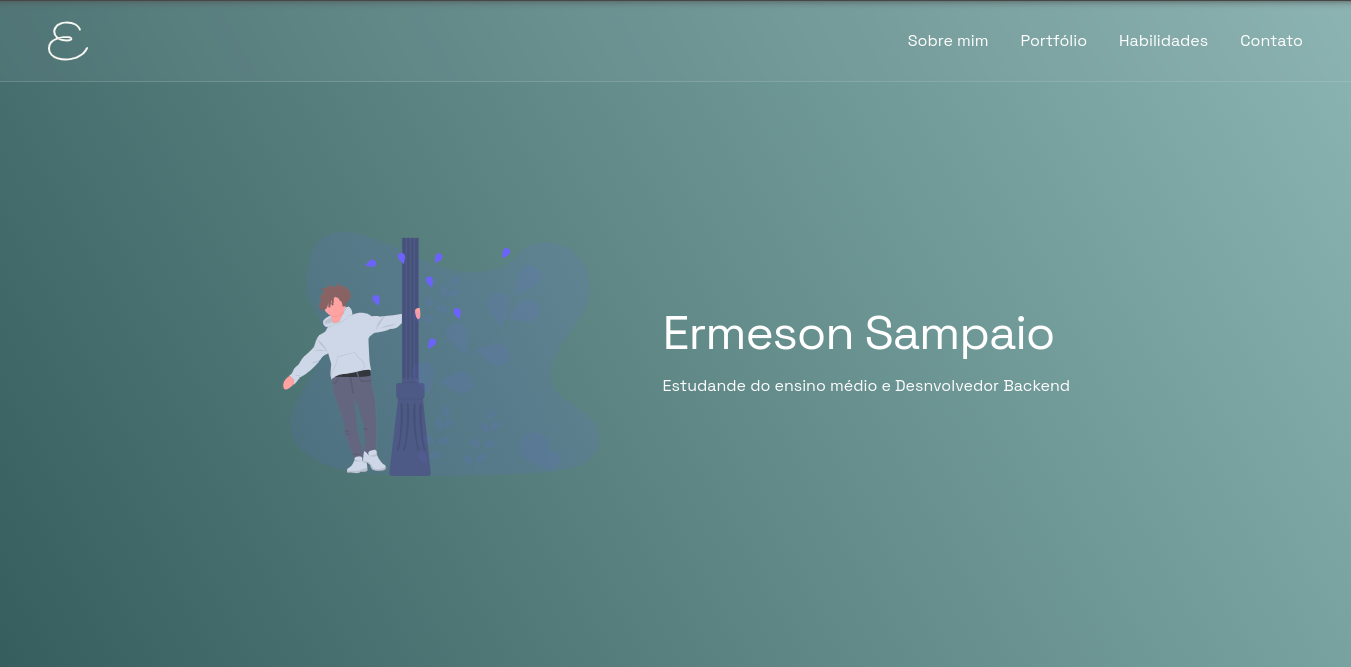 E
Sobre mim Portfólio Habilidades Contato
Ermeson Sampaio
Estudande do ensino médio e Desnvolvedor Backend